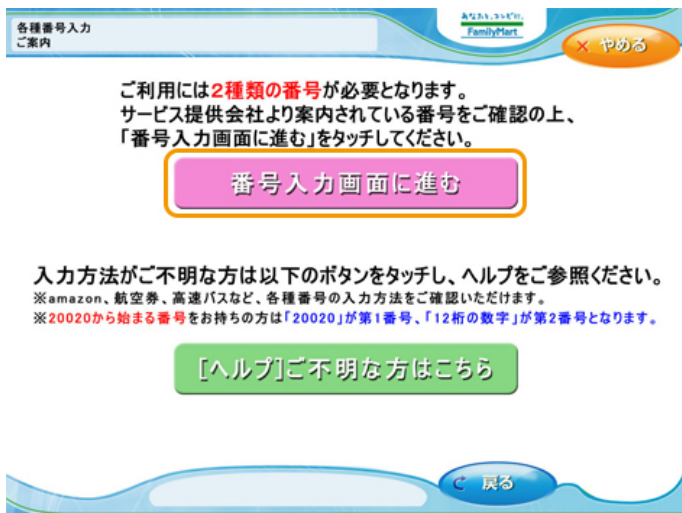 各種番号入力
ご案内
あなたと、コンビに、
FamilyMart
× やめる
ご利用には2種類の番号が必要となります。
サービス提供会社より案内されている番号をご確認の上、
「番号入力画面に進む」をタッチしてください。
番号入力画面に進む
入力方法がご不明な方は以下のボタンをタッチし、ヘルプをご参照ください。
※amazon、航空券、高速バスなど、各種番号の入力方法をご確認いただけます。
※20020から始まる番号をお持ちの方は「20020」が第1番号、「12桁の数字」が第2番号となります。
[ヘルプ]ご不明な方はこちら
戻る